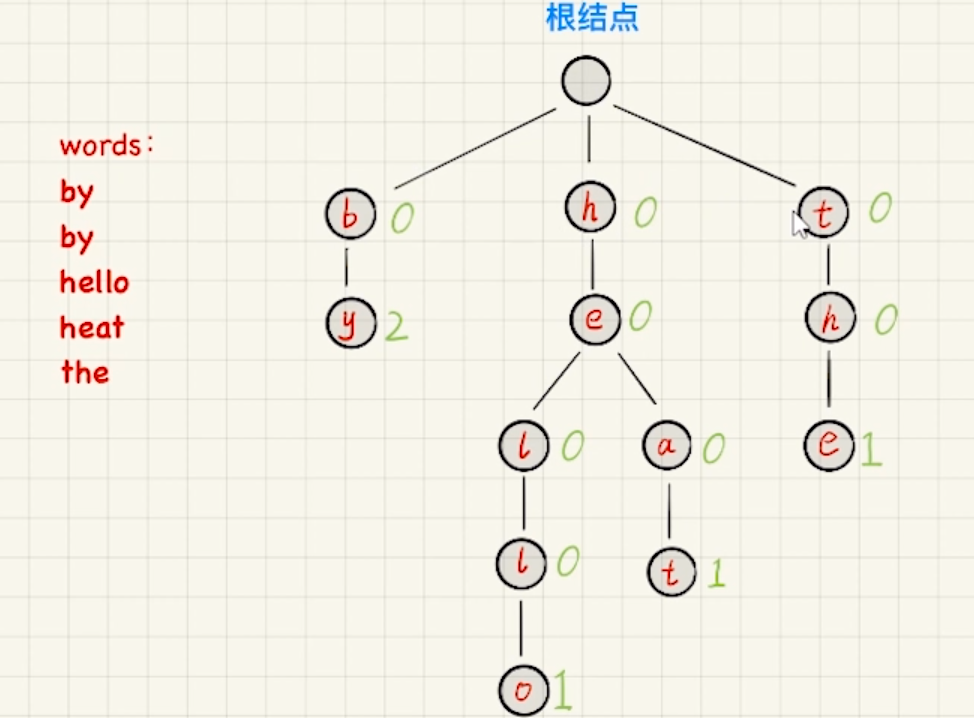 根结点
words:
by
by
hello
heat
the
b 0 h 0 t 0
y 2 e 0 h 0
l 0 a 0 e 1
l 0 t 1
o 1